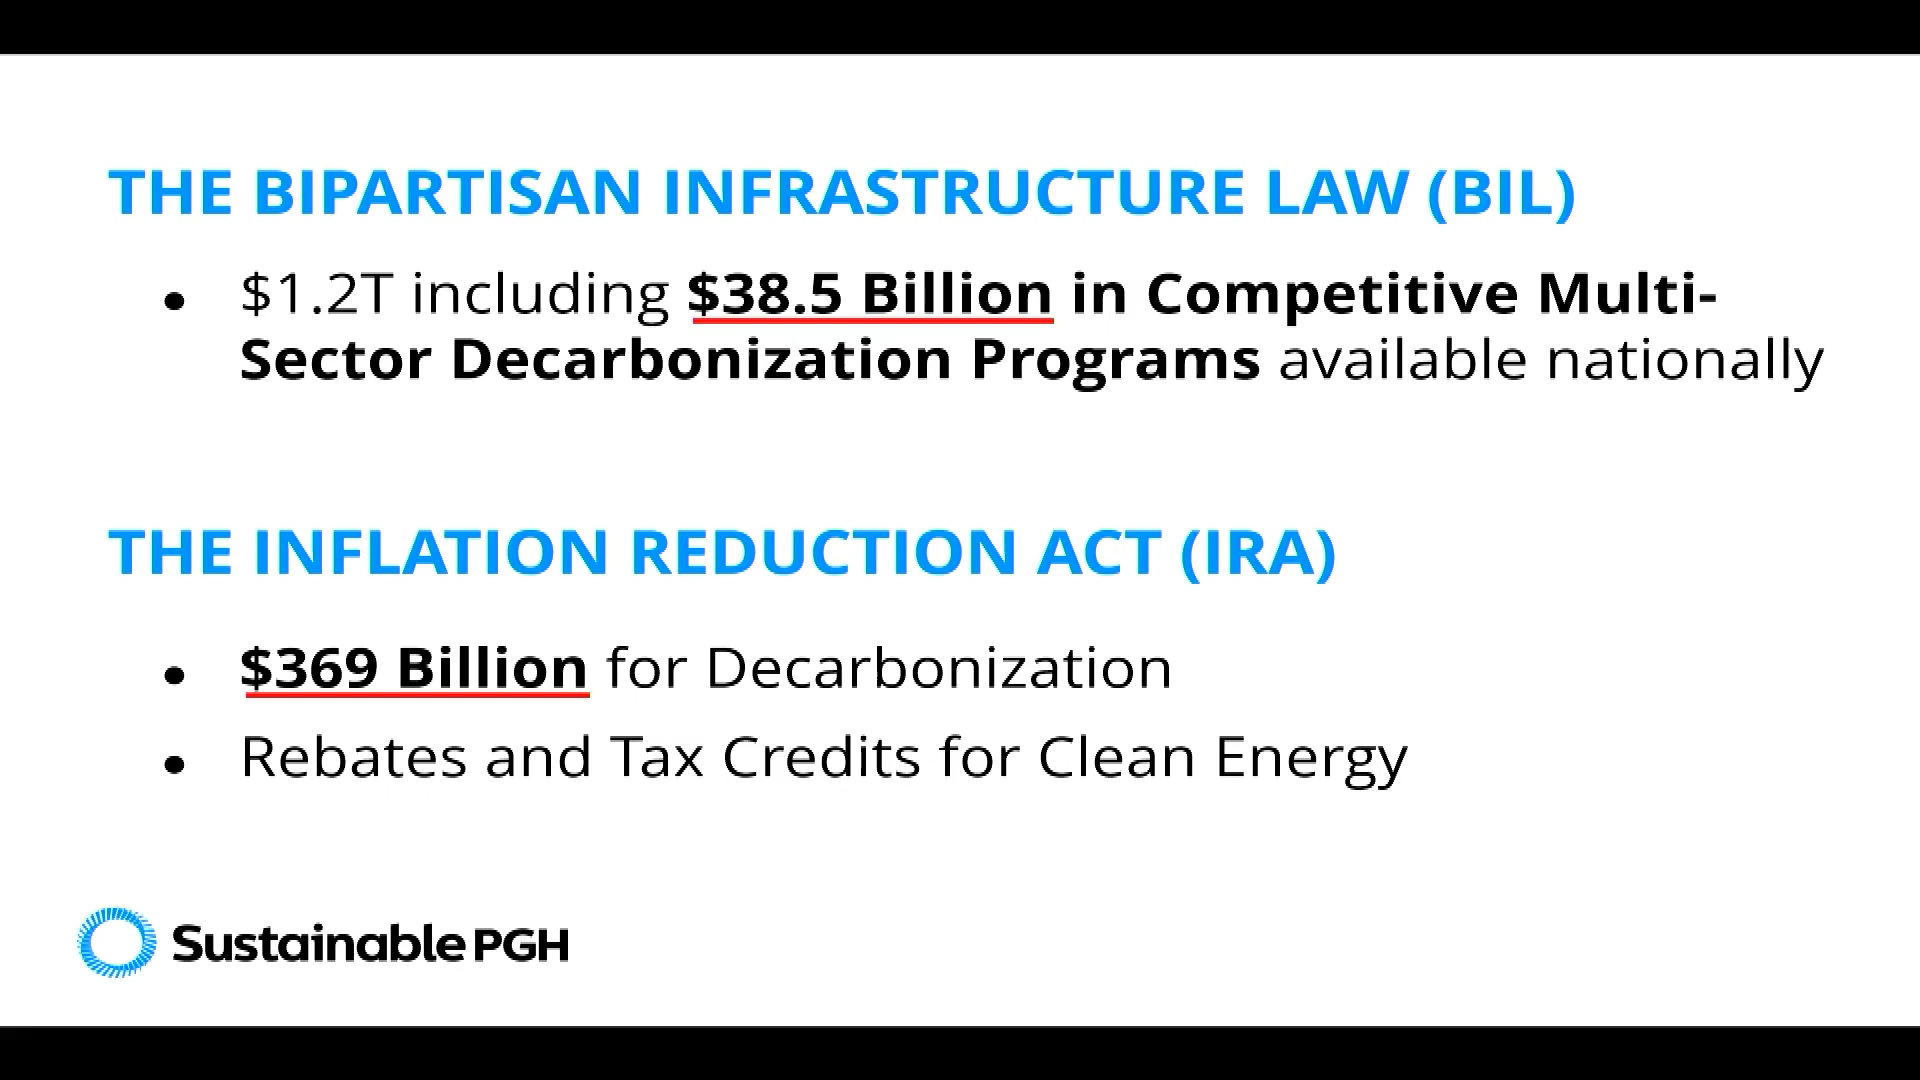 THE BIPARTISAN INFRASTRUCTURE LAW (BIL)
• $1.2T including $38.5 Billion in Competitive Multi-
Sector Decarbonization Programs available nationally
THE INFLATION REDUCTION ACT (IRA)
• $369 Billion for Decarbonization
• Rebates and Tax Credits for Clean Energy
Sustainable PGH